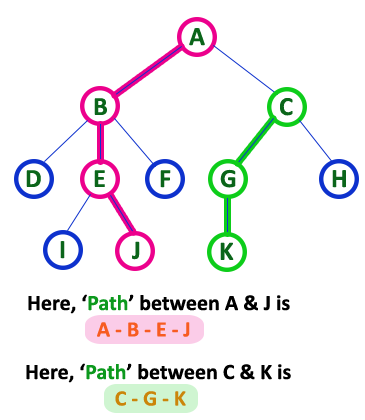 A
B
C
D
E
F
G
H
I
J
K
Here, ‘Path’ between A & J is
A - B - E - J
Here, ‘Path’ between C & K is
C - G - K